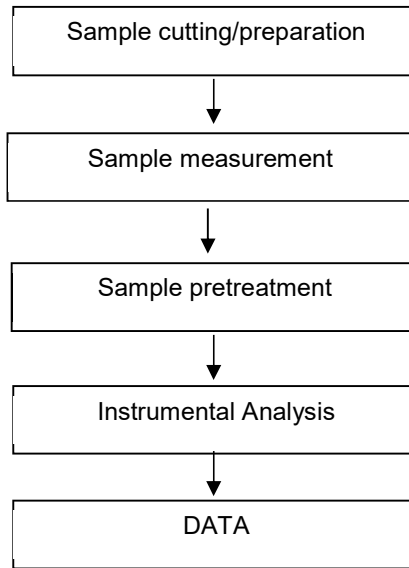 Sample cutting/preparation
Sample measurement
Sample pretreatment
Instrumental Analysis
DATA